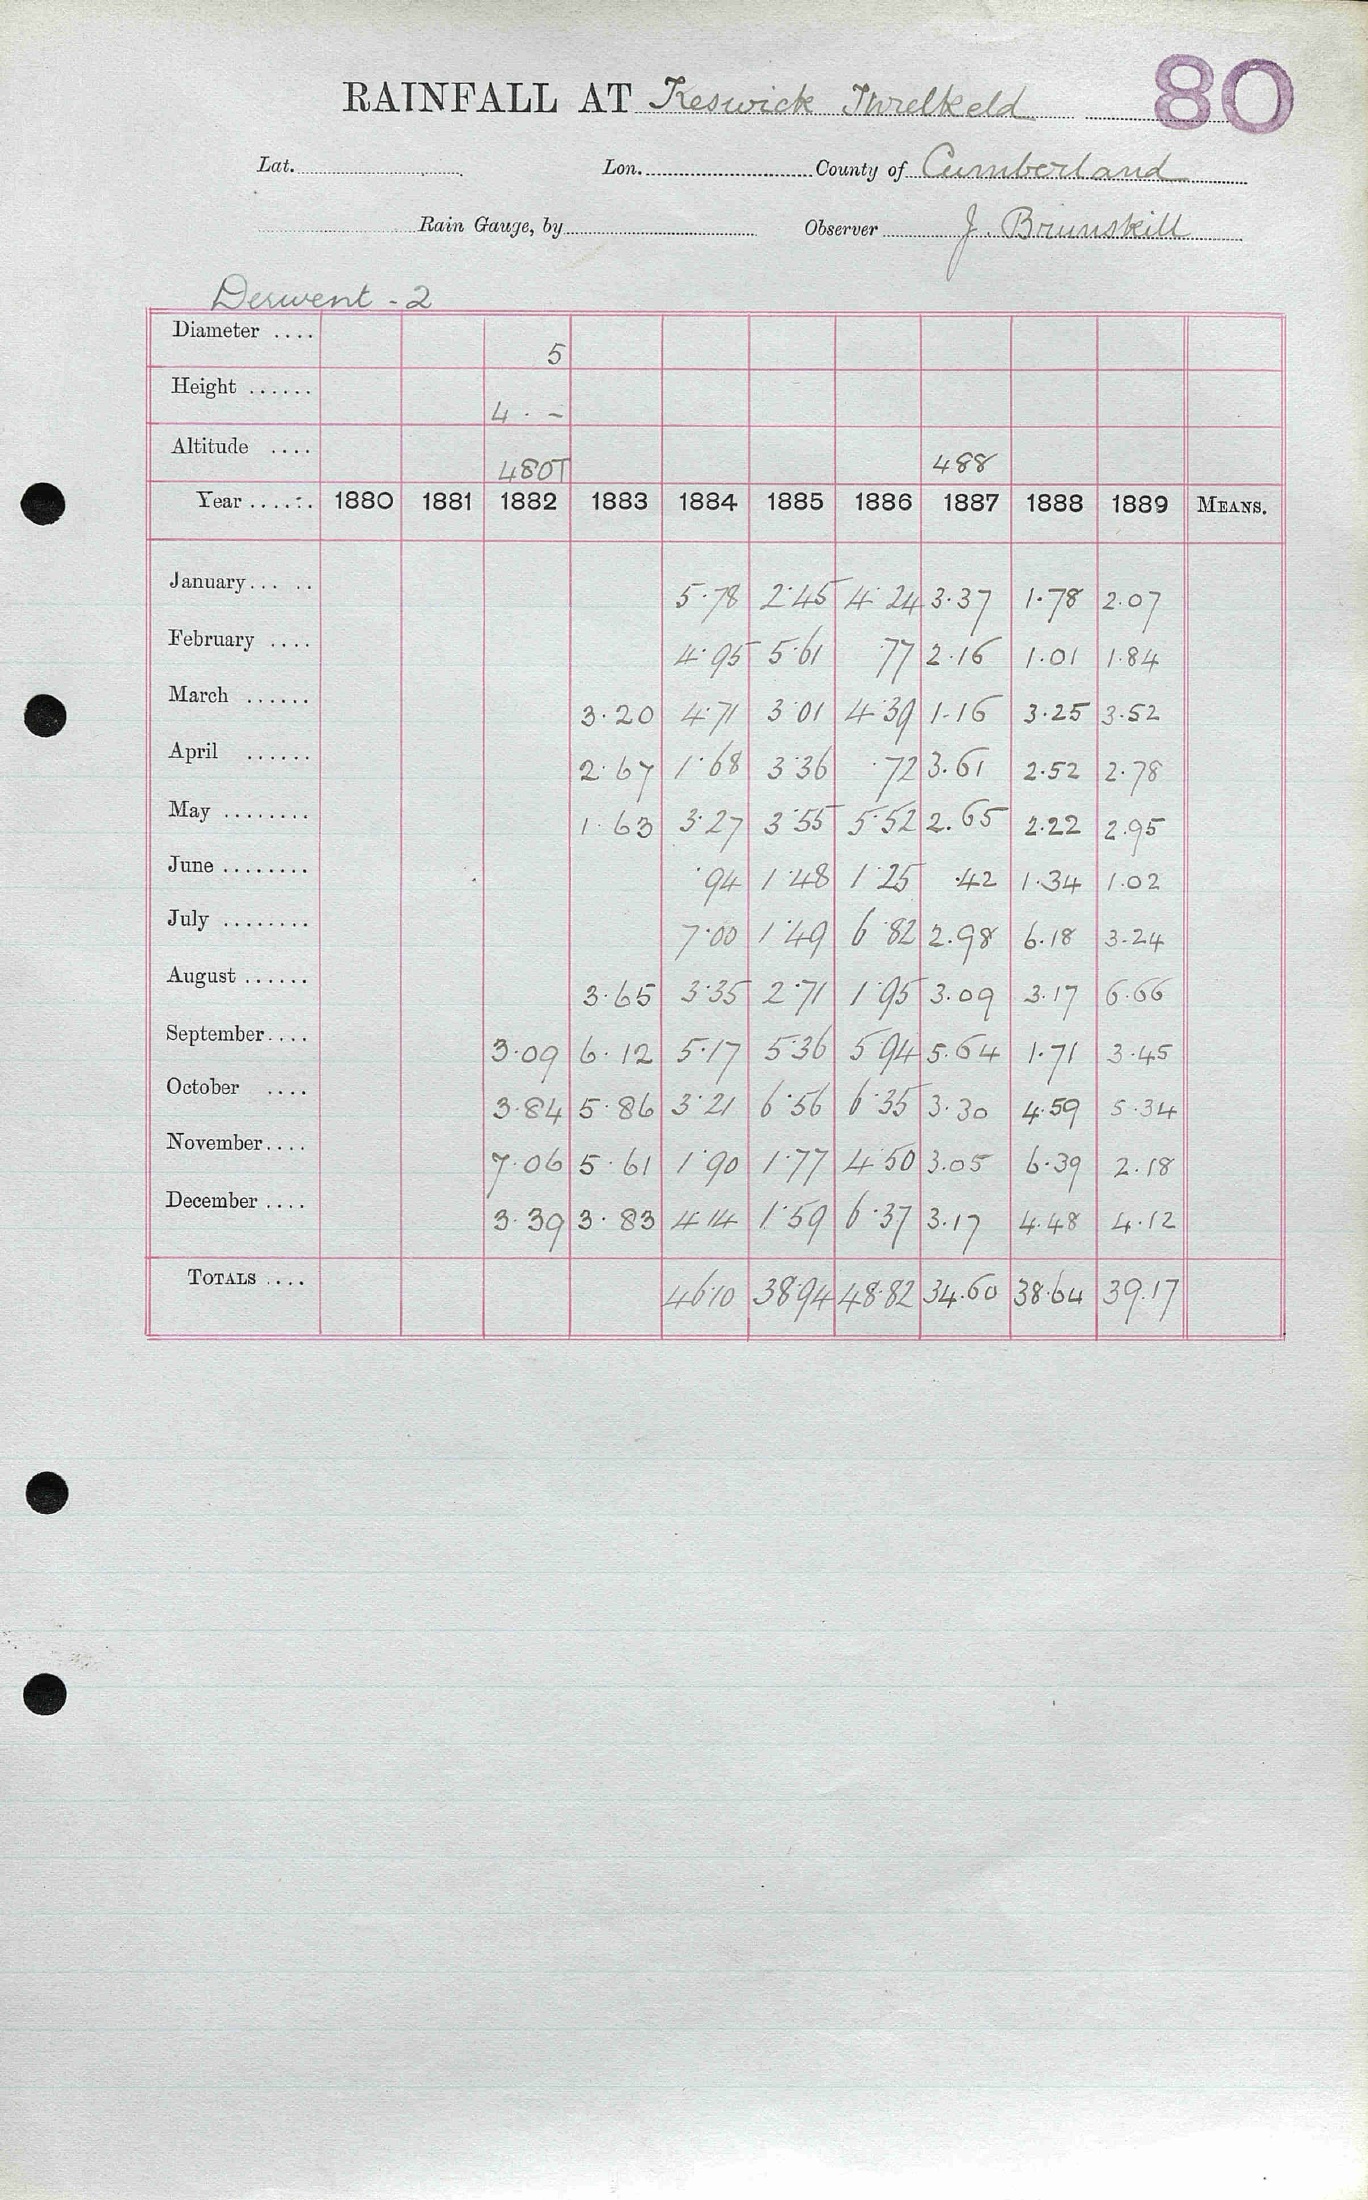 80
RAINFALL AT Keswick Threlkeld
Lat. Lon. County of Cumberland
Rain Gauge, by Observer J. Brunskill
Derwent - 2
Diameter .... 5
Height ...... 4 · -
Altitude .... 480T 488
Year ...... 1880 1881 1882 1883 1884 1885 1886 1887 1888 1889 MEANS.
January... .. 5·78 2·45 4·24 3·37 1·78 2·07
February .... 4·95 5·61 ·77 2·16 1·01 1·84
March ...... 3·20 4·71 3·01 4·39 1·16 3·25 3·52
April ...... 2·67 1·68 3·36 ·72 3·61 2·52 2·78
May ........ 1·63 3·27 3·55 5·52 2.65 2·22 2·95
June ........ ·94 1·48 1·25 ·42 1·34 1·02
July ........ 7·00 1·49 6·82 2.98 6·18 3·24
August ...... 3·65 3·35 2·71 1·95 3.09 3·17 6·66
September.... 3·09 6·12 5·17 5·36 5·94 5.64 1·71 3·45
October .... 3·84 5·86 3·21 6·56 6·35 3·30 4·59 5·34
November.... 7·06 5·61 1·90 1·77 4·50 3.05 6·39 2·18
December .... 3·39 3·83 4·14 1·59 6·37 3·17 4·48 4·12
TOTALS .... 46·10 38·94 48·82 34.60 38·64 39·17